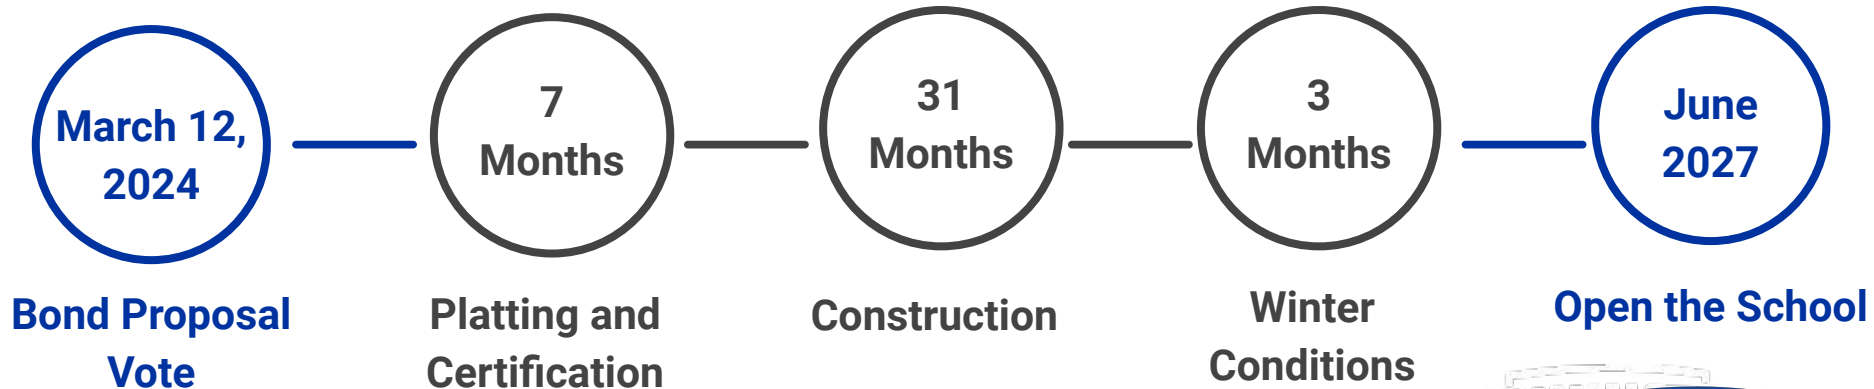 March 12,
2024
Bond Proposal
Vote
7
Months
Platting and
Certification
31
Months
Construction
3
Months
Winter
Conditions
June
2027
Open the School